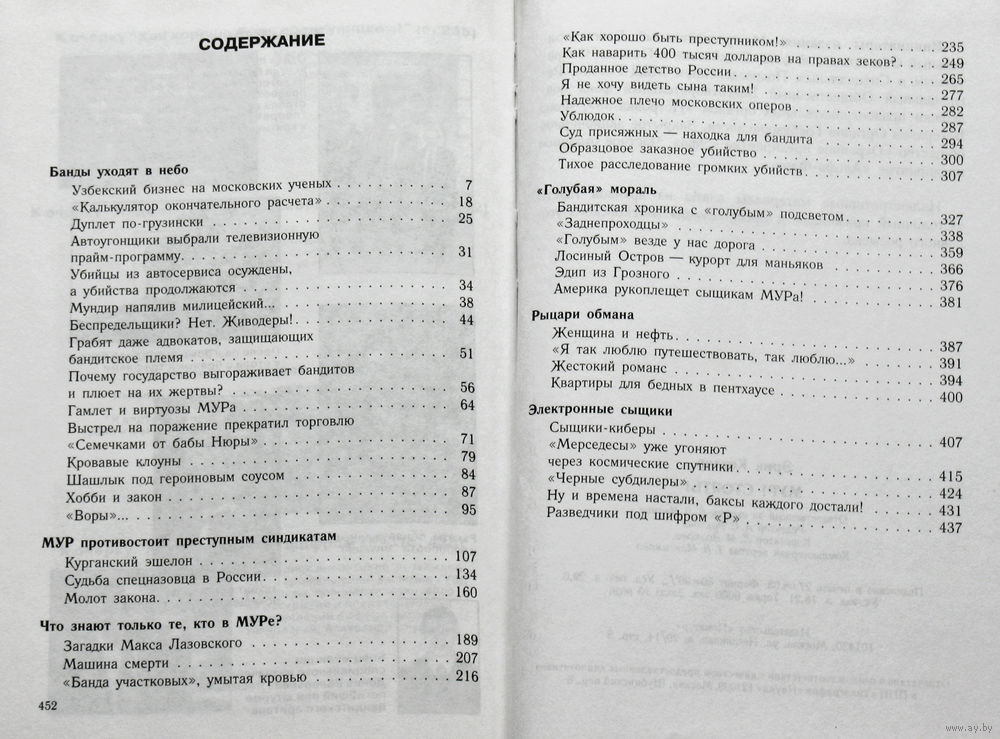 СОДЕРЖАНИЕ
Банды уходят в небо
Узбекский бизнес на московских ученых . . . . . . . . . . . 7
«Калькулятор окончательного расчета» . . . . . . . . . . . . 18
Дуплет по-грузински . . . . . . . . . . . . . . . . . . . . . . . 25
Автоугонщики выбрали телевизионную
прайм-программу. . . . . . . . . . . . . . . . . . . . . . . . . 31
Убийцы из автосервиса осуждены,
а убийства продолжаются . . . . . . . . . . . . . . . . . . . 34
Мундир напялив милицейский... . . . . . . . . . . . . . . . . 38
Беспредельщики? Нет. Живодеры! . . . . . . . . . . . . . . . 44
Грабят даже адвокатов, защищающих
бандитское племя . . . . . . . . . . . . . . . . . . . . . . . . 51
Почему государство выгораживает бандитов
и плюет на их жертвы? . . . . . . . . . . . . . . . . . . . . . 56
Гамлет и виртуозы МУРа . . . . . . . . . . . . . . . . . . . . 64
Выстрел на поражение прекратил торговлю
«Семечками от бабы Нюры» . . . . . . . . . . . . . . . . . . 71
Кровавые клоуны . . . . . . . . . . . . . . . . . . . . . . . . . 79
Шашлык под героиновым соусом . . . . . . . . . . . . . . . 84
Хобби и закон . . . . . . . . . . . . . . . . . . . . . . . . . . . 87
«Воры»... . . . . . . . . . . . . . . . . . . . . . . . . . . . . . . 95
МУР противостоит преступным синдикатам
Курганский эшелон . . . . . . . . . . . . . . . . . . . . . . . . 107
Судьба спецназовца в России. . . . . . . . . . . . . . . . . . 134
Молот закона. . . . . . . . . . . . . . . . . . . . . . . . . . . . 160
Что знают только те, кто в МУРе?
Загадки Макса Лазовского . . . . . . . . . . . . . . . . . . . 189
Машина смерти . . . . . . . . . . . . . . . . . . . . . . . . . . 207
«Банда участковых», умытая кровью . . . . . . . . . . . . . 216
452
«Как хорошо быть преступником!» . . . . . . . . . . . . . . 235
Как наварить 400 тысяч долларов на правах зеков? . . . . 249
Проданное детство России. . . . . . . . . . . . . . . . . . . . 265
Я не хочу видеть сына таким! . . . . . . . . . . . . . . . . . 277
Надежное плечо московских оперов . . . . . . . . . . . . . . 282
Ублюдок . . . . . . . . . . . . . . . . . . . . . . . . . . . . . . . 287
Суд присяжных — находка для бандита . . . . . . . . . . . 294
Образцовое заказное убийство . . . . . . . . . . . . . . . . . 300
Тихое расследование громких убийств . . . . . . . . . . . . 307
«Голубая» мораль
Бандитская хроника с «голубым» подсветом . . . . . . . . 327
«Заднепроходцы» . . . . . . . . . . . . . . . . . . . . . . . . . 338
«Голубым» везде у нас дорога . . . . . . . . . . . . . . . . . 359
Лосиный Остров — курорт для маньяков . . . . . . . . . . 366
Эдип из Грозного . . . . . . . . . . . . . . . . . . . . . . . . . 376
Америка рукоплещет сыщикам МУРа! . . . . . . . . . . . . 381
Рыцари обмана
Женщина и нефть. . . . . . . . . . . . . . . . . . . . . . . . . 387
«Я так люблю путешествовать, так люблю...» . . . . . . . 391
Жестокий романс . . . . . . . . . . . . . . . . . . . . . . . . . 394
Квартиры для бедных в пентхаусе . . . . . . . . . . . . . . . 400
Электронные сыщики
Сыщики-киберы . . . . . . . . . . . . . . . . . . . . . . . . . . 407
«Мерседесы» уже угоняют
через космические спутники. . . . . . . . . . . . . . . . . . . 415
«Черные субдилеры» . . . . . . . . . . . . . . . . . . . . . . . 424
Ну и времена настали, баксы каждого достали! . . . . . . 431
Разведчики под шифром «Р» . . . . . . . . . . . . . . . . . . 437
www.ay.by